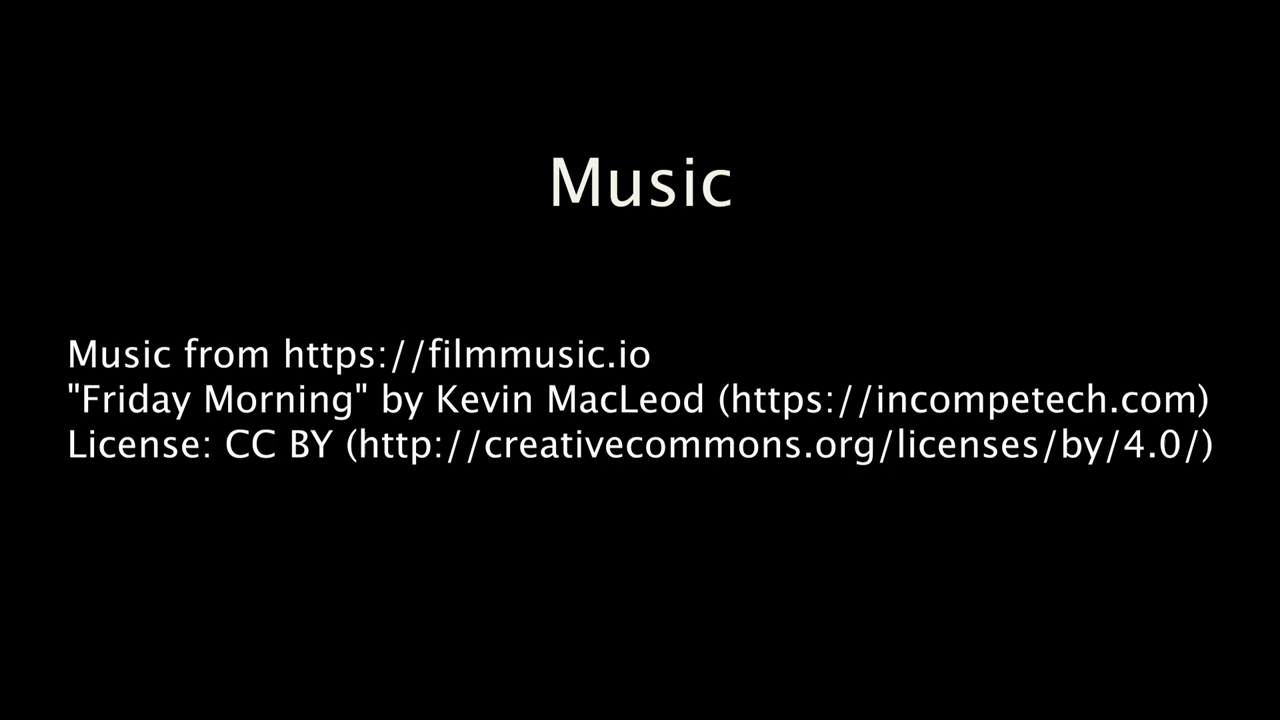 Music
Music from https://filmmusic.io
"Friday Morning" by Kevin MacLeod (https://incompetech.com)
License: CC BY (http://creativecommons.org/licenses/by/4.0/)